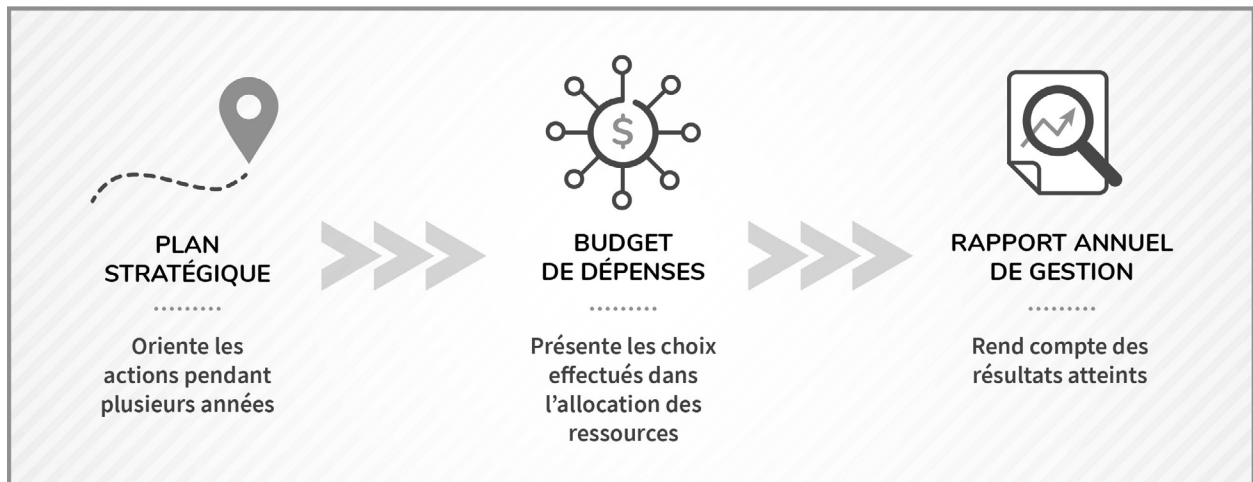 $
PLAN
STRATÉGIQUE
Oriente les
actions pendant
plusieurs années
BUDGET
DE DÉPENSES
Présente les choix
effectués dans
l'allocation des
ressources
RAPPORT ANNUEL
DE GESTION
Rend compte des
résultats atteints